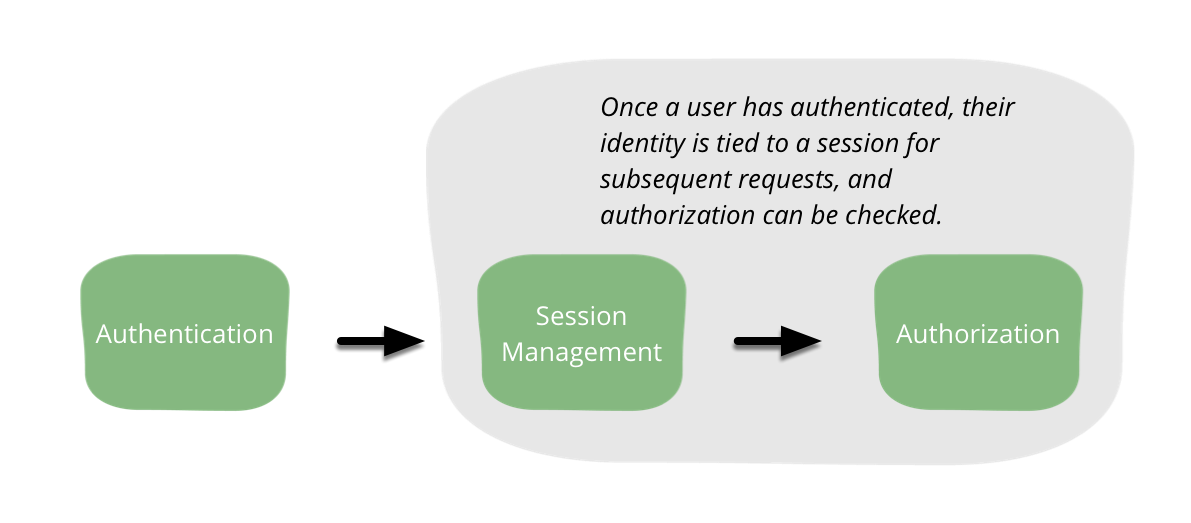 Once a user has authenticated, their
identity is tied to a session for
subsequent requests, and
authorization can be checked.
Authentication
Session
Management
Authorization